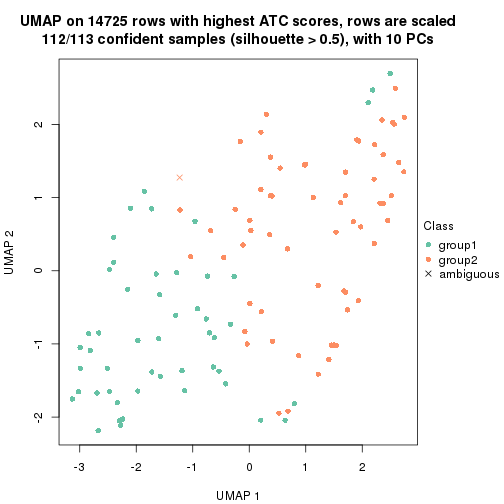 UMAP on 14725 rows with highest ATC scores, rows are scaled
112/113 confident samples (silhouette > 0.5), with 10 PCs
2
1
0
-1
-2
UMAP 2
-3
-2
-1
0
1
2
UMAP 1
Class
group1
group2
ambiguous